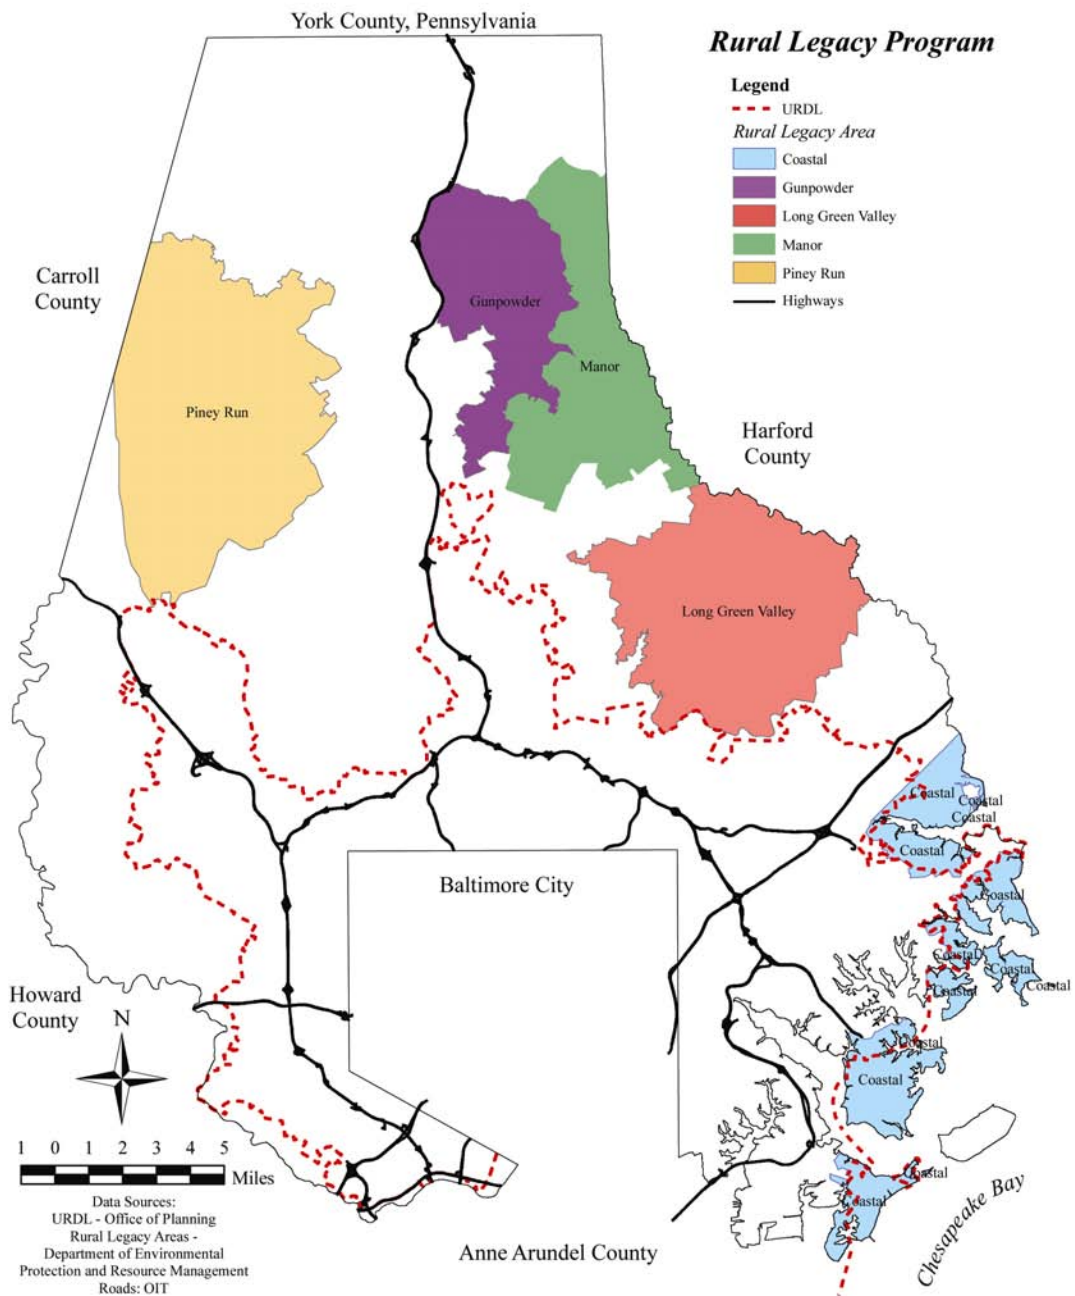 York County, Pennsylvania
Rural Legacy Program
Legend
URDL
Rural Legacy Area
Coastal
Gunpowder
Long Green Valley
Manor
Piney Run
Highways
Carroll
County
Gunpowder
Manor
Piney Run
Harford
County
Long Green Valley
Coastal
Coastal
Coastal
Coastal
Baltimore City
Coastal
Coastal
Coastal
Coastal
Coastal
Howard
County
N
Coastal
Coastal
1 0 1 2 3 4 5
Miles
Coastal
Coastal
Chesapeake Bay
Data Sources:
URDL - Office of Planning
Rural Legacy Areas -
Department of Environmental
Protection and Resource Management
Roads: OIT
Anne Arundel County